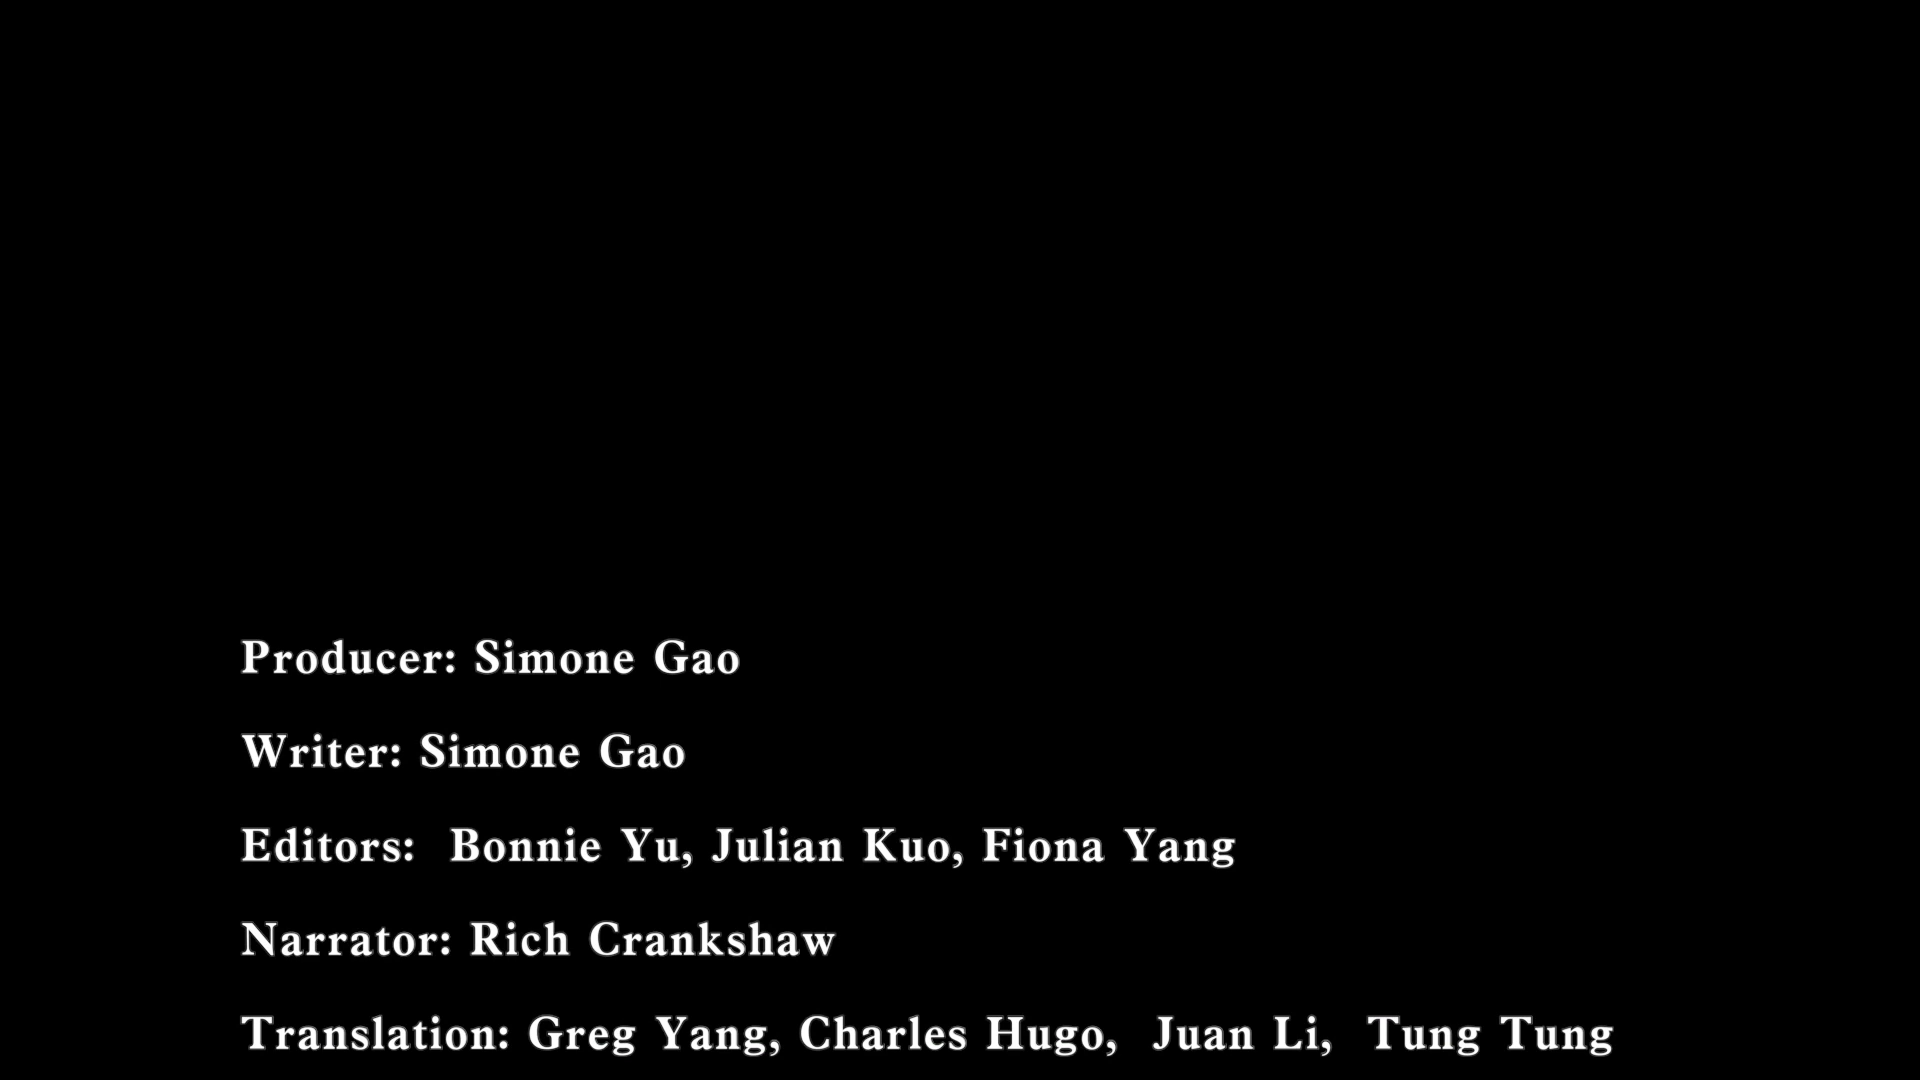 Producer: Simone Gao
Writer: Simone Gao
Editors:  Bonnie Yu, Julian Kuo, Fiona Yang
Narrator: Rich Crankshaw
Translation: Greg Yang, Charles Hugo,  Juan Li,  Tung Tung